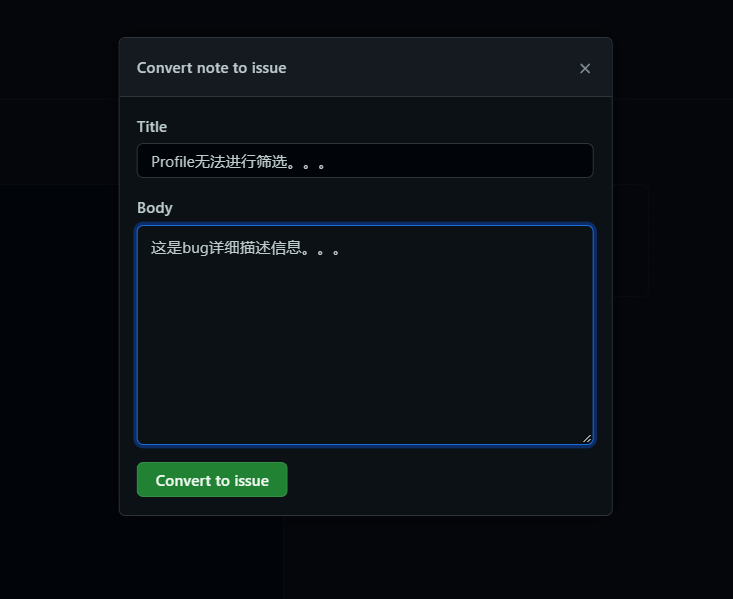 Convert note to issue
Title
Profile无法进行筛选。。。
Body
这是bug详细描述信息。。。
Convert to issue